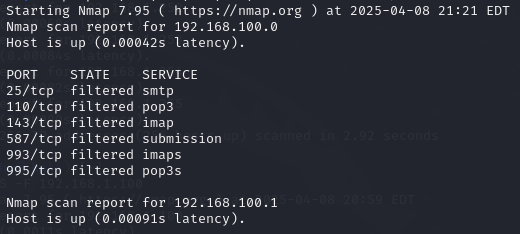 Starting Nmap 7.95 ( https://nmap.org ) at 2025-04-08 21:21 EDT
Nmap scan report for 192.168.100.0
Host is up (0.00042s latency).
PORT    STATE    SERVICE
25/tcp  filtered smtp
110/tcp filtered pop3
143/tcp filtered imap
587/tcp filtered submission
993/tcp filtered imaps
995/tcp filtered pop3s
Nmap scan report for 192.168.100.1
Host is up (0.00091s latency).